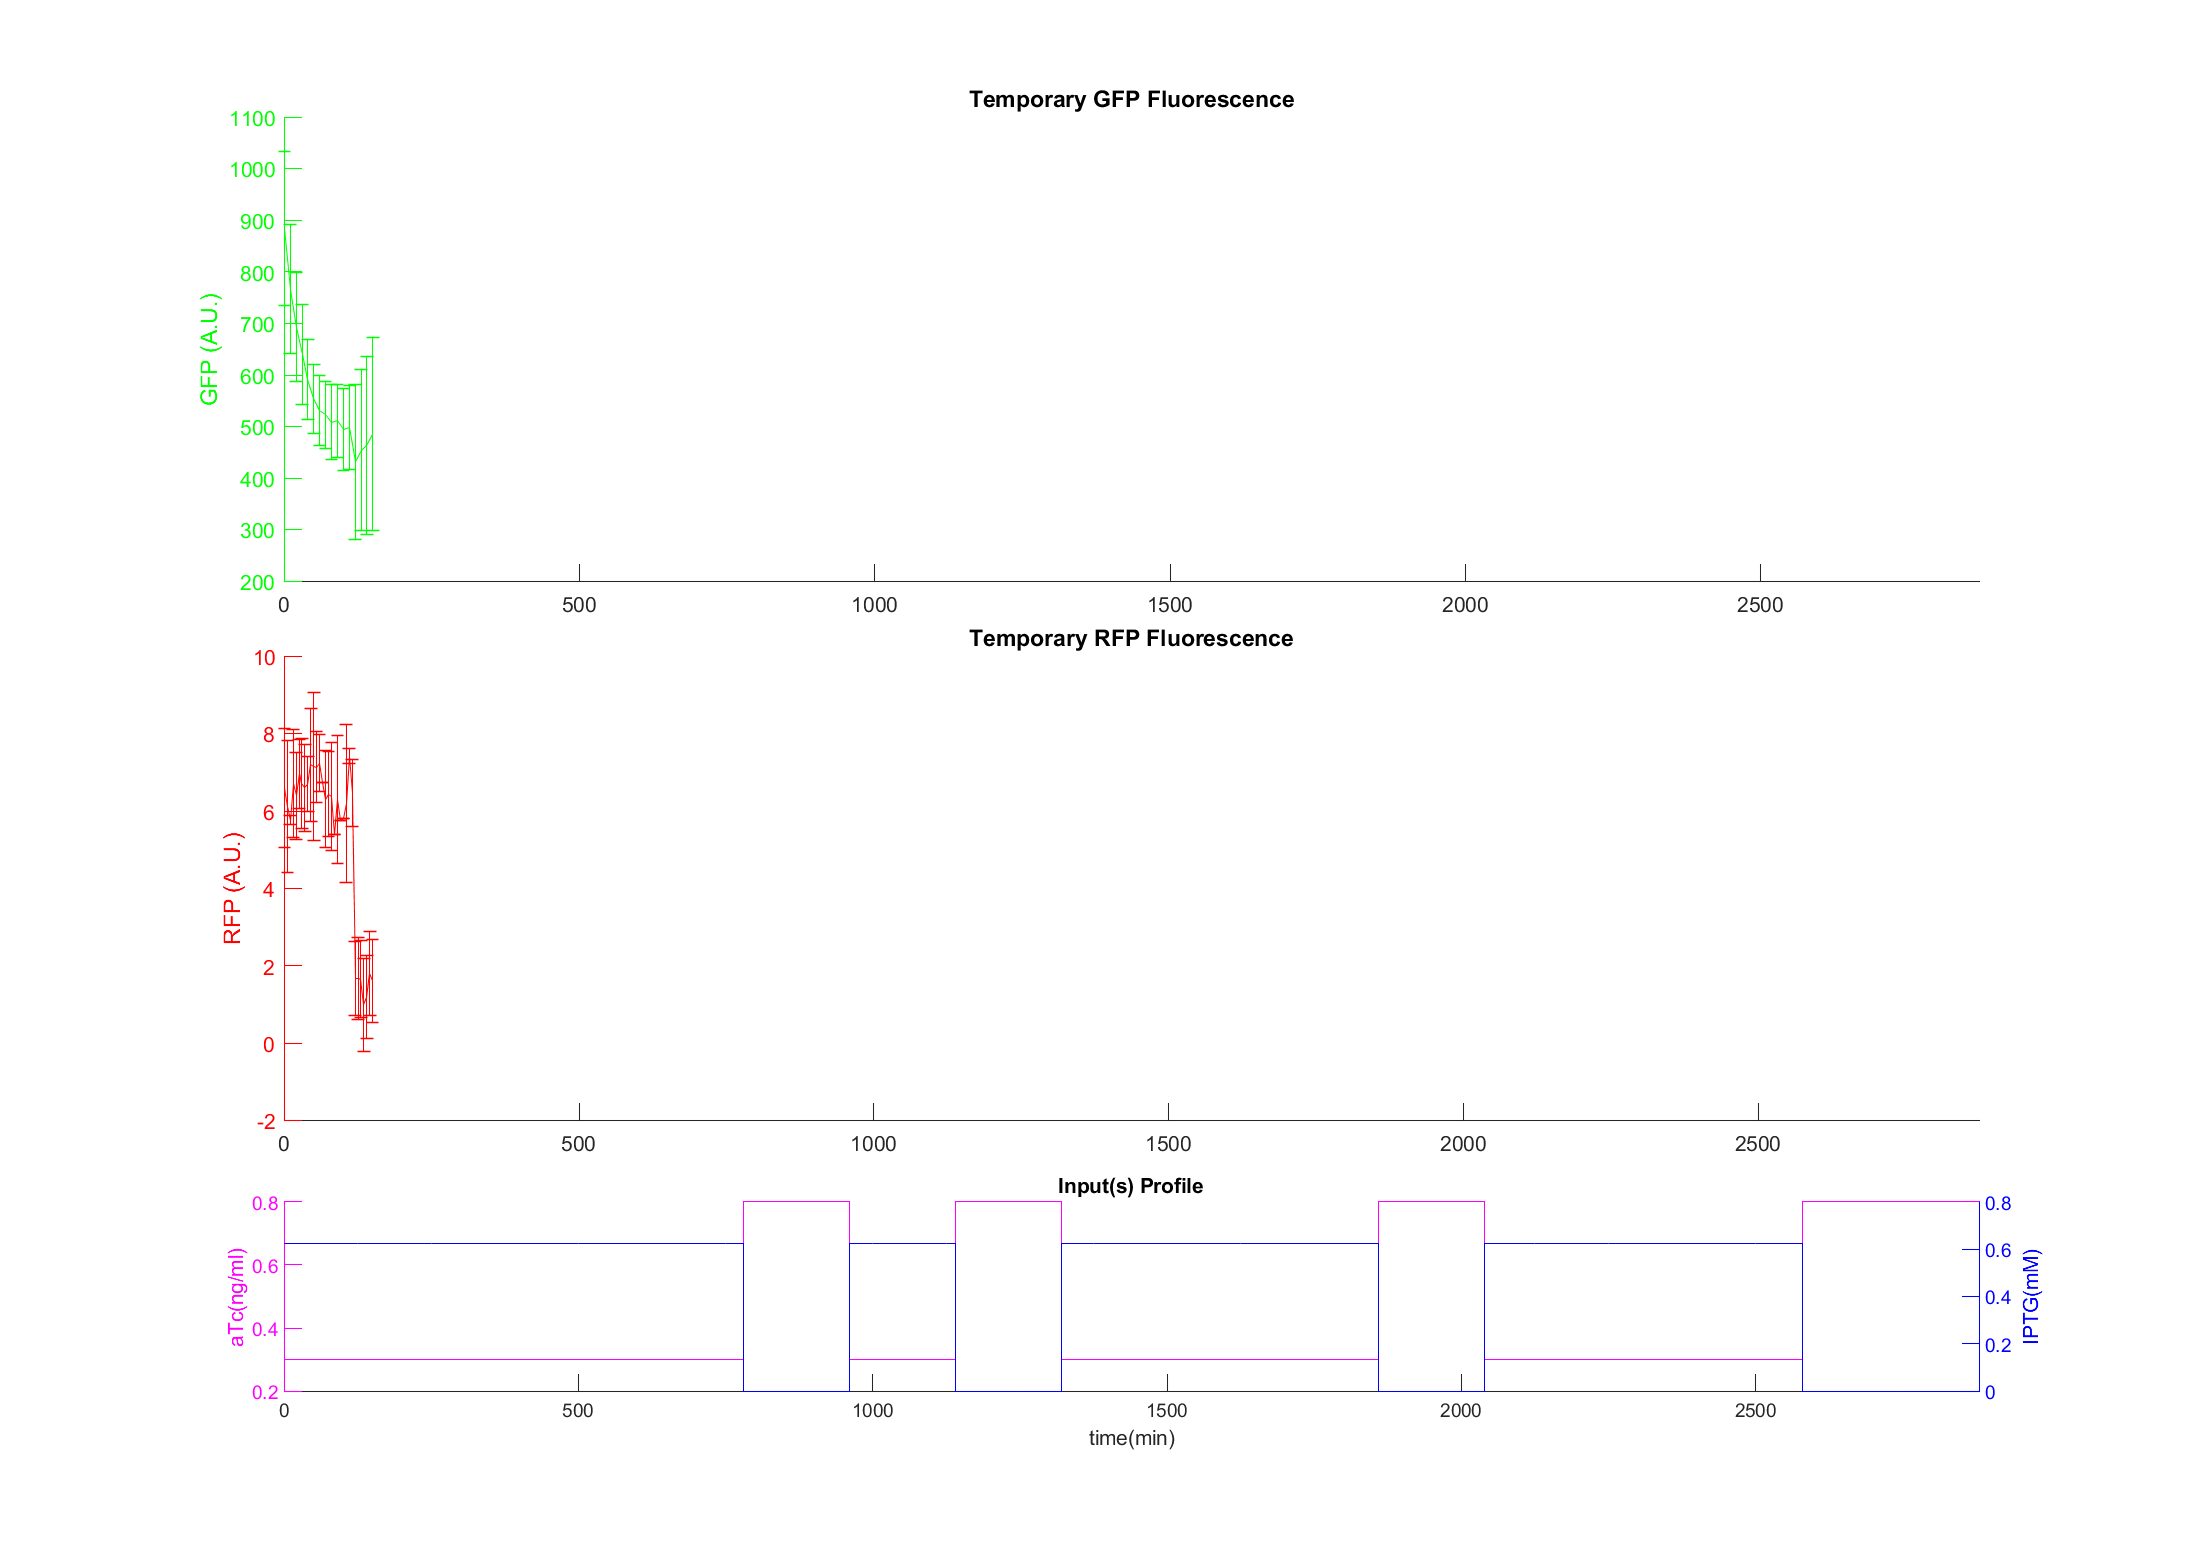 Temporary GFP Fluorescence
1100
1000
900
800
700
600
500
400
300
200
GFP (A.U.)
0 500 1000 1500 2000 2500
Temporary RFP Fluorescence
10
8
6
4
2
0
-2
RFP (A.U.)
0 500 1000 1500 2000 2500
Input(s) Profile
0.8
0.6
0.4
0.2
aTc(ng/ml)
0.8
0.6
0.4
0.2
0
IPTG(mM)
0 500 1000 1500 2000 2500
time(min)